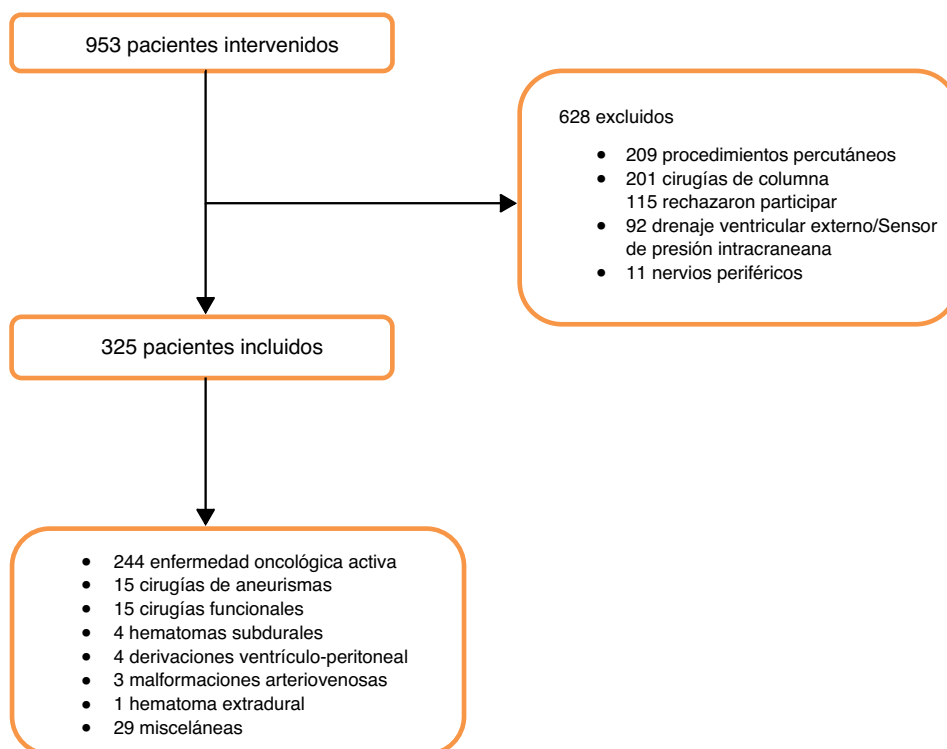 953 pacientes intervenidos
628 excluidos
• 209 procedimientos percutáneos
• 201 cirugías de columna
115 rechazaron participar
• 92 drenaje ventricular externo/Sensor
de presión intracraneana
• 11 nervios periféricos
325 pacientes incluidos
• 244 enfermedad oncológica activa
• 15 cirugías de aneurismas
• 15 cirugías funcionales
• 4 hematomas subdurales
• 4 derivaciones ventrículo-peritoneal
• 3 malformaciones arteriovenosas
• 1 hematoma extradural
• 29 misceláneas